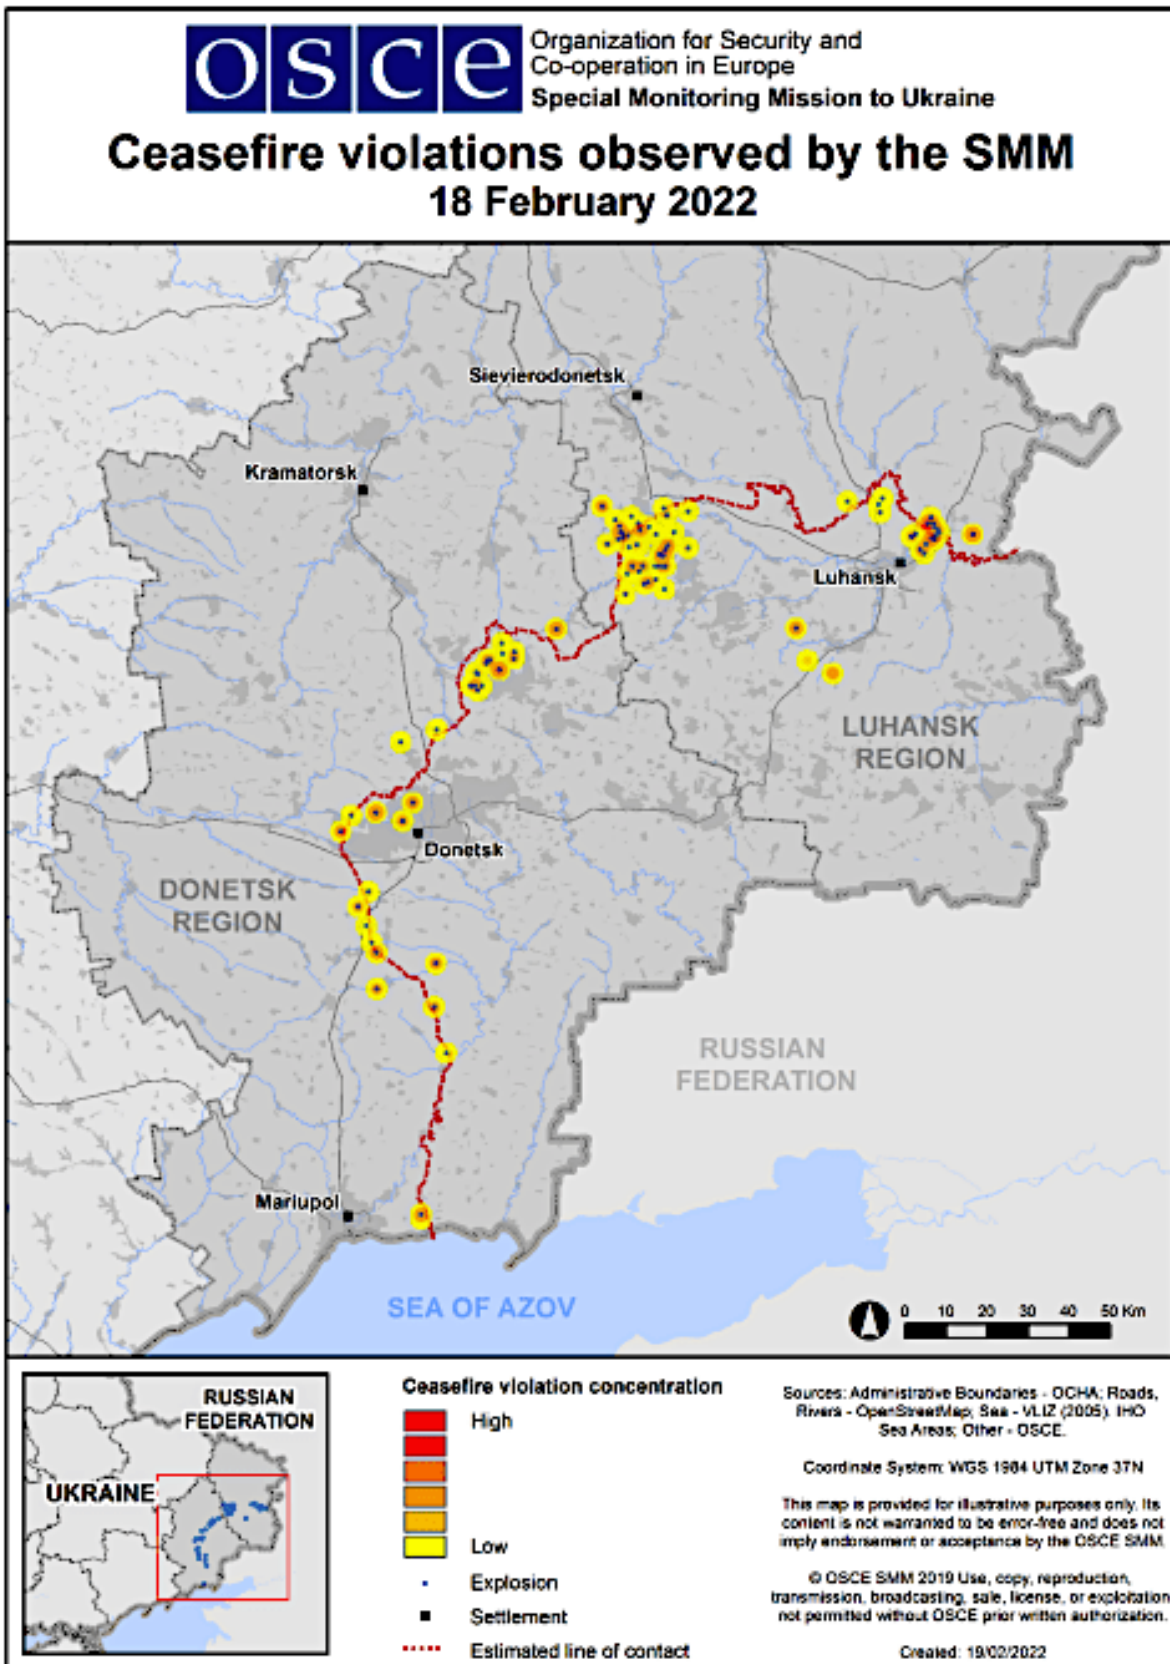 osce
Organization for Security and
Co-operation in Europe
Special Monitoring Mission to Ukraine
Ceasefire violations observed by the SMM
18 February 2022
Sievierodonetsk
Kramatorsk
Luhansk
LUHANSK
REGION
Donetsk
DONETSK
REGION
RUSSIAN
FEDERATION
Mariupol
SEA OF AZOV
0 10 20 30 40 50 Km
RUSSIAN
FEDERATION
UKRAINE
Ceasefire violation concentration
High
Low
Explosion
Settlement
Estimated line of contact
Sources: Administrative Boundaries - OCHA; Roads,
Rivers - OpenStreetMap; Sea - VLIZ (2005). IHO
Sea Areas; Other - OSCE.
Coordinate System: WGS 1984 UTM Zone 37N
This map is provided for illustrative purposes only. Its
content is not warranted to be error-free and does not
imply endorsement or acceptance by the OSCE SMM.
© OSCE SMM 2019 Use, copy, reproduction,
transmission, broadcasting, sale, license, or exploitation
not permitted without OSCE prior written authorization.
Created: 19/02/2022